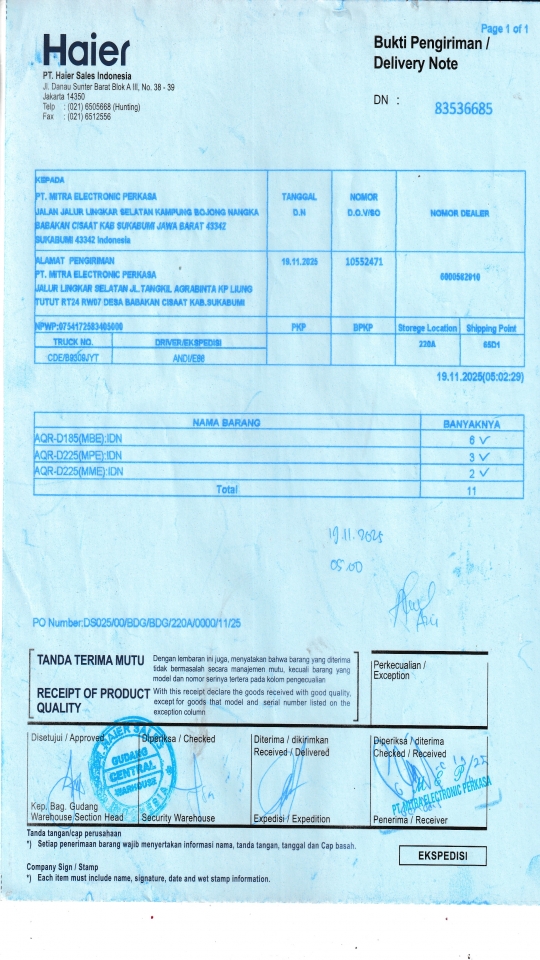 Page 1 of 1
Haier
Bukti Pengiriman /
Delivery Note
PT. Haier Sales Indonesia
Jl. Danau Sunter Barat Blok A III, No. 38 - 39
Jakarta 14350
Telp : (021) 6505668 (Hunting)
Fax : (021) 6512556
DN : 83536685
KEPADA
PT. MITRA ELECTRONIC PERKASA
JALAN JALUR LINGKAR SELATAN KAMPUNG BOJONG NANGKA
BABAKAN CISAAT KAB SUKABUMI JAWA BARAT 43342
SUKABUMI 43342 Indonesia
TANGGAL
D.N
NOMOR
D.O.V/SO
NOMOR DEALER
ALAMAT PENGIRIMAN
PT. MITRA ELECTRONIC PERKASA
JALUR LINGKAR SELATAN JL.TANGKIL AGRABINTA KP LIUNG
TUTUT RT24 RW07 DESA BABAKAN CISAAT KAB.SUKABUMI
19.11.2025
10552471
NPWP:0754172583405000
PKP
BPKP
Storage Location
Shipping Point
TRUCK NO.
DRIVER/EKSPEDISI
220A
65D1
CDE/B9309JYT
ANDI/E86
19.11.2025(05:02:29)
NAMA BARANG
BANYAKNYA
AQR-D185(MBE):IDN
6 ✓
AQR-D225(MPE):IDN
3 ✓
AQR-D225(MME):IDN
2 ✓
Total
11
19.11.2025
05.00
PO Number:DS025/00/BDG/BDG/220A/0000/11/25
TANDA TERIMA MUTU
Dengan lembaran ini juga, menyatakan bahwa barang yang diterima
tidak bermasalah secara manajemen mutu, kecuali barang yang
model dan nomor serinya tertera pada kolom pengecualian
RECEIPT OF PRODUCT
QUALITY
With this receipt declare the goods received with good quality,
except for goods that model and serial number listed on the
exception column
Perkecualian /
Exception
Disetujui / Approved
Diperiksa / Checked
Diterima / dikirimkan
Received / Delivered
Diperiksa / diterima
Checked / Received
HAIER SALES
GUDANG
CENTRAL
WARHOUSE
PT. MITRA ELECTRONIC PERKASA
Kep. Bag. Gudang
Warehouse Section Head
Security Warehouse
Expedisi / Expedition
Penerima / Receiver
Tanda tangan/cap perusahaan
*) Setiap penerimaan barang wajib menyertakan informasi nama, tanda tangan, tanggal dan Cap basah.
EKSPEDISI
Company Sign / Stamp
*) Each item must include name, signature, date and wet stamp information.